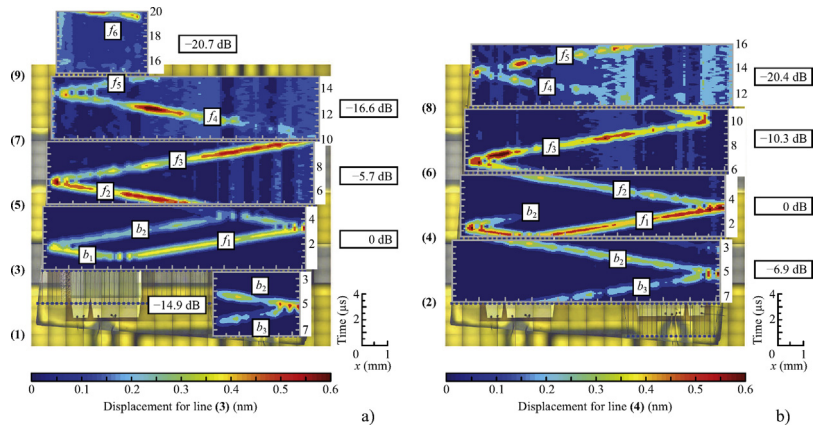 20
18
16
f6
−20.7 dB
(9)
f5
14
12
10
f4
−16.6 dB
(7)
f3
8
6
f2
−5.7 dB
(5)
b2
f1
4
2
b1
0 dB
(3)
−14.9 dB
b2
b3
3
5
7
(1)
Time (µs)
4
2
0
0 1
x (mm)
0 0.1 0.2 0.3 0.4 0.5 0.6
Displacement for line (3) (nm)
a)
f5
f4
16
14
12
−20.4 dB
(8)
f3
10
8
6
−10.3 dB
(6)
f2
b2
f1
4
2
0 dB
(4)
b2
b3
3
5
7
−6.9 dB
(2)
Time (µs)
4
2
0
0 1
x (mm)
0 0.1 0.2 0.3 0.4 0.5 0.6
Displacement for line (4) (nm)
b)